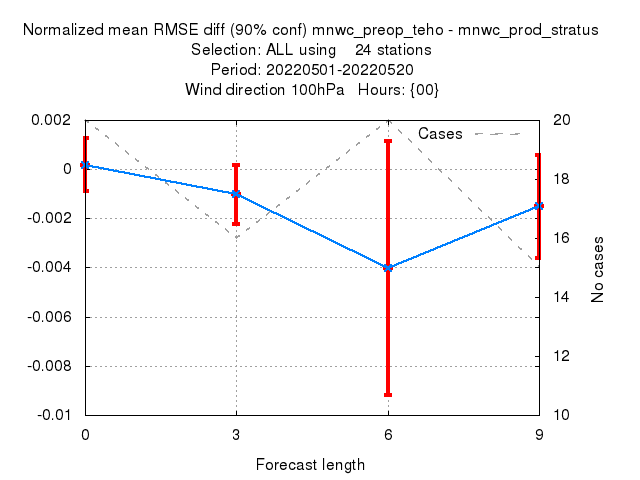 Normalized mean RMSE diff (90% conf) mnwc_preop_teho - mnwc_prod_stratus
Selection: ALL using    24 stations
Period: 20220501-20220520
Wind direction 100hPa   Hours: {00}
Cases
0.002
0
-0.002
-0.004
-0.006
-0.008
-0.01
20
18
16
14
12
10
No cases
0 3 6 9
Forecast length